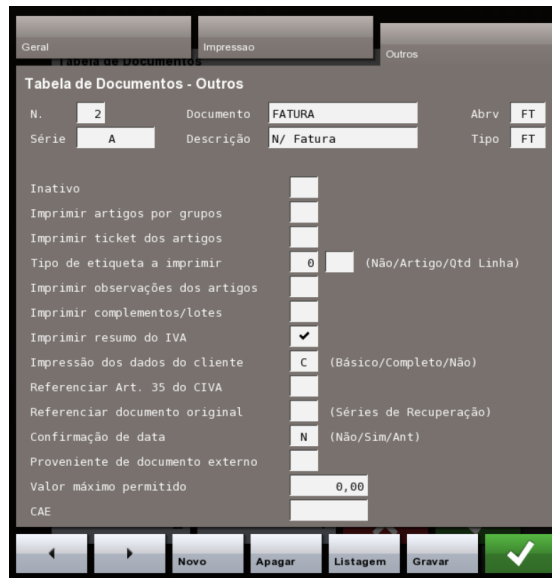 Geral Impressao Outros
Tabela de Documentos
Tabela de Documentos - Outros
N. 2 Documento FATURA Abrv FT
Série A Descrição N/ Fatura Tipo FT
Inativo
Imprimir artigos por grupos
Imprimir ticket dos artigos
Tipo de etiqueta a imprimir 0 (Não/Artigo/Qtd Linha)
Imprimir observações dos artigos
Imprimir complementos/lotes
Imprimir resumo do IVA ✔
Impressão dos dados do cliente C (Básico/Completo/Não)
Referenciar Art. 35 do CIVA
Referenciar documento original (Séries de Recuperação)
Confirmação de data N (Não/Sim/Ant)
Proveniente de documento externo
Valor máximo permitido 0,00
CAE
Novo Apagar Listagem Gravar